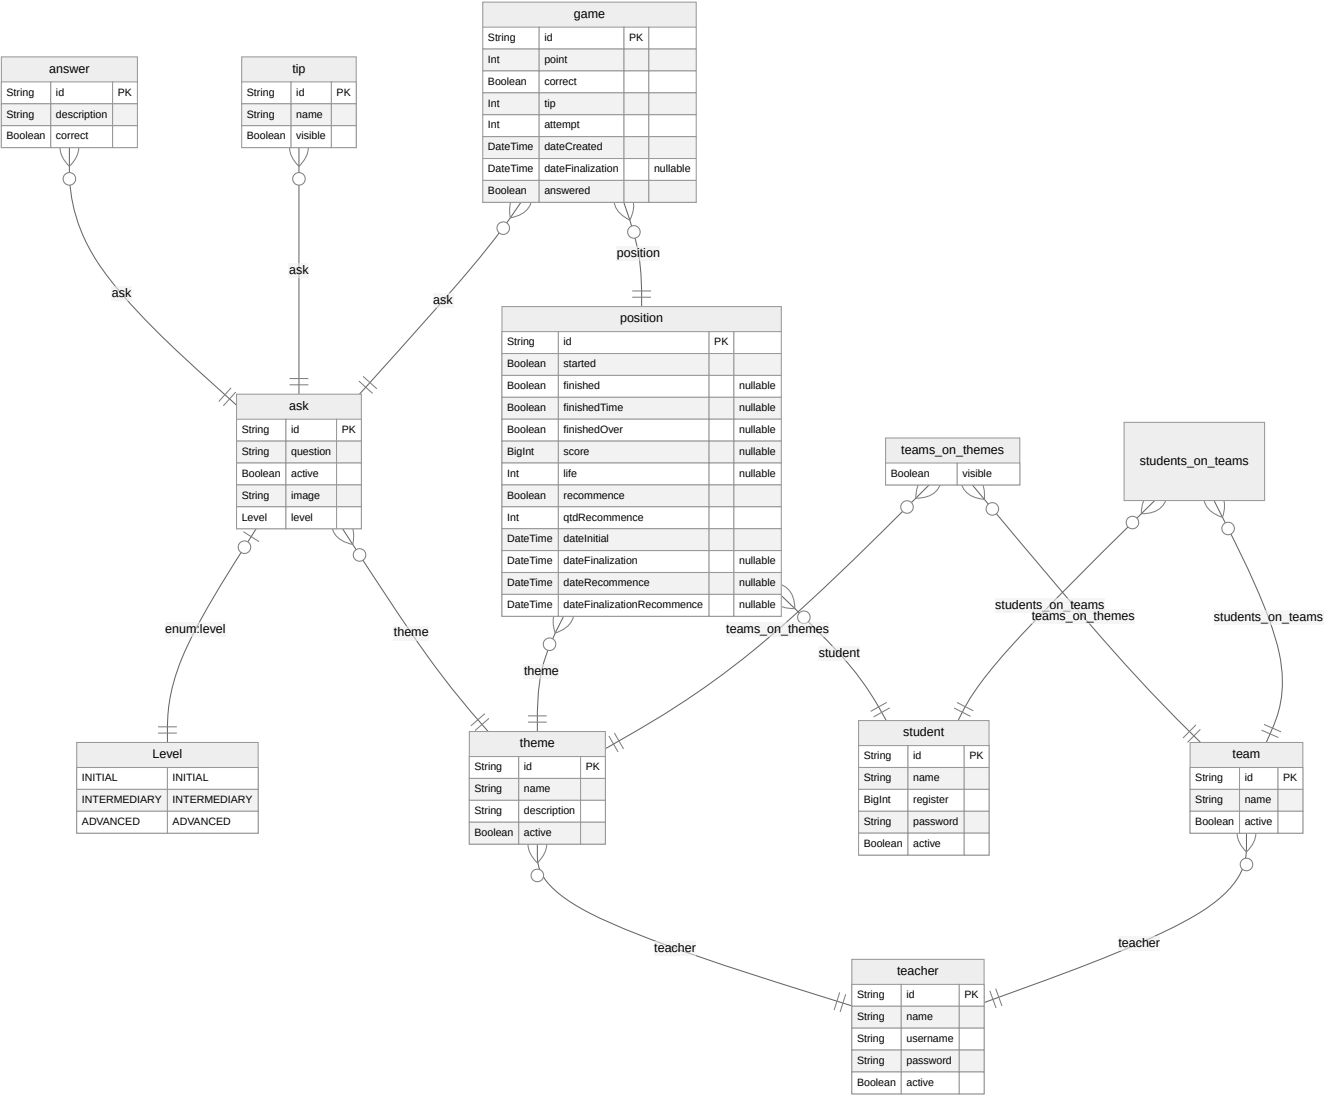 game
String id PK
Int point
Boolean correct
Int tip
Int attempt
DateTime dateCreated
DateTime dateFinalization nullable
Boolean answered
answer
String id PK
String description
Boolean correct
tip
String id PK
String name
Boolean visible
position
ask
ask
ask
position
String id PK
Boolean started
Boolean finished nullable
Boolean finishedTime nullable
Boolean finishedOver nullable
BigInt score nullable
Int life nullable
Boolean recommence
Int qtdRecommence
DateTime dateInitial
DateTime dateFinalization nullable
DateTime dateRecommence nullable
DateTime dateFinalizationRecommence nullable
ask
String id PK
String question
Boolean active
String image
Level level
teams_on_themes
Boolean visible
students_on_teams
enum:level
theme
theme
teams_on_themes
student
students_on_teams
teams_on_themes
students_on_teams
Level
INITIAL INITIAL
INTERMEDIARY INTERMEDIARY
ADVANCED ADVANCED
theme
String id PK
String name
String description
Boolean active
student
String id PK
String name
BigInt register
String password
Boolean active
team
String id PK
String name
Boolean active
teacher
teacher
teacher
String id PK
String name
String username
String password
Boolean active